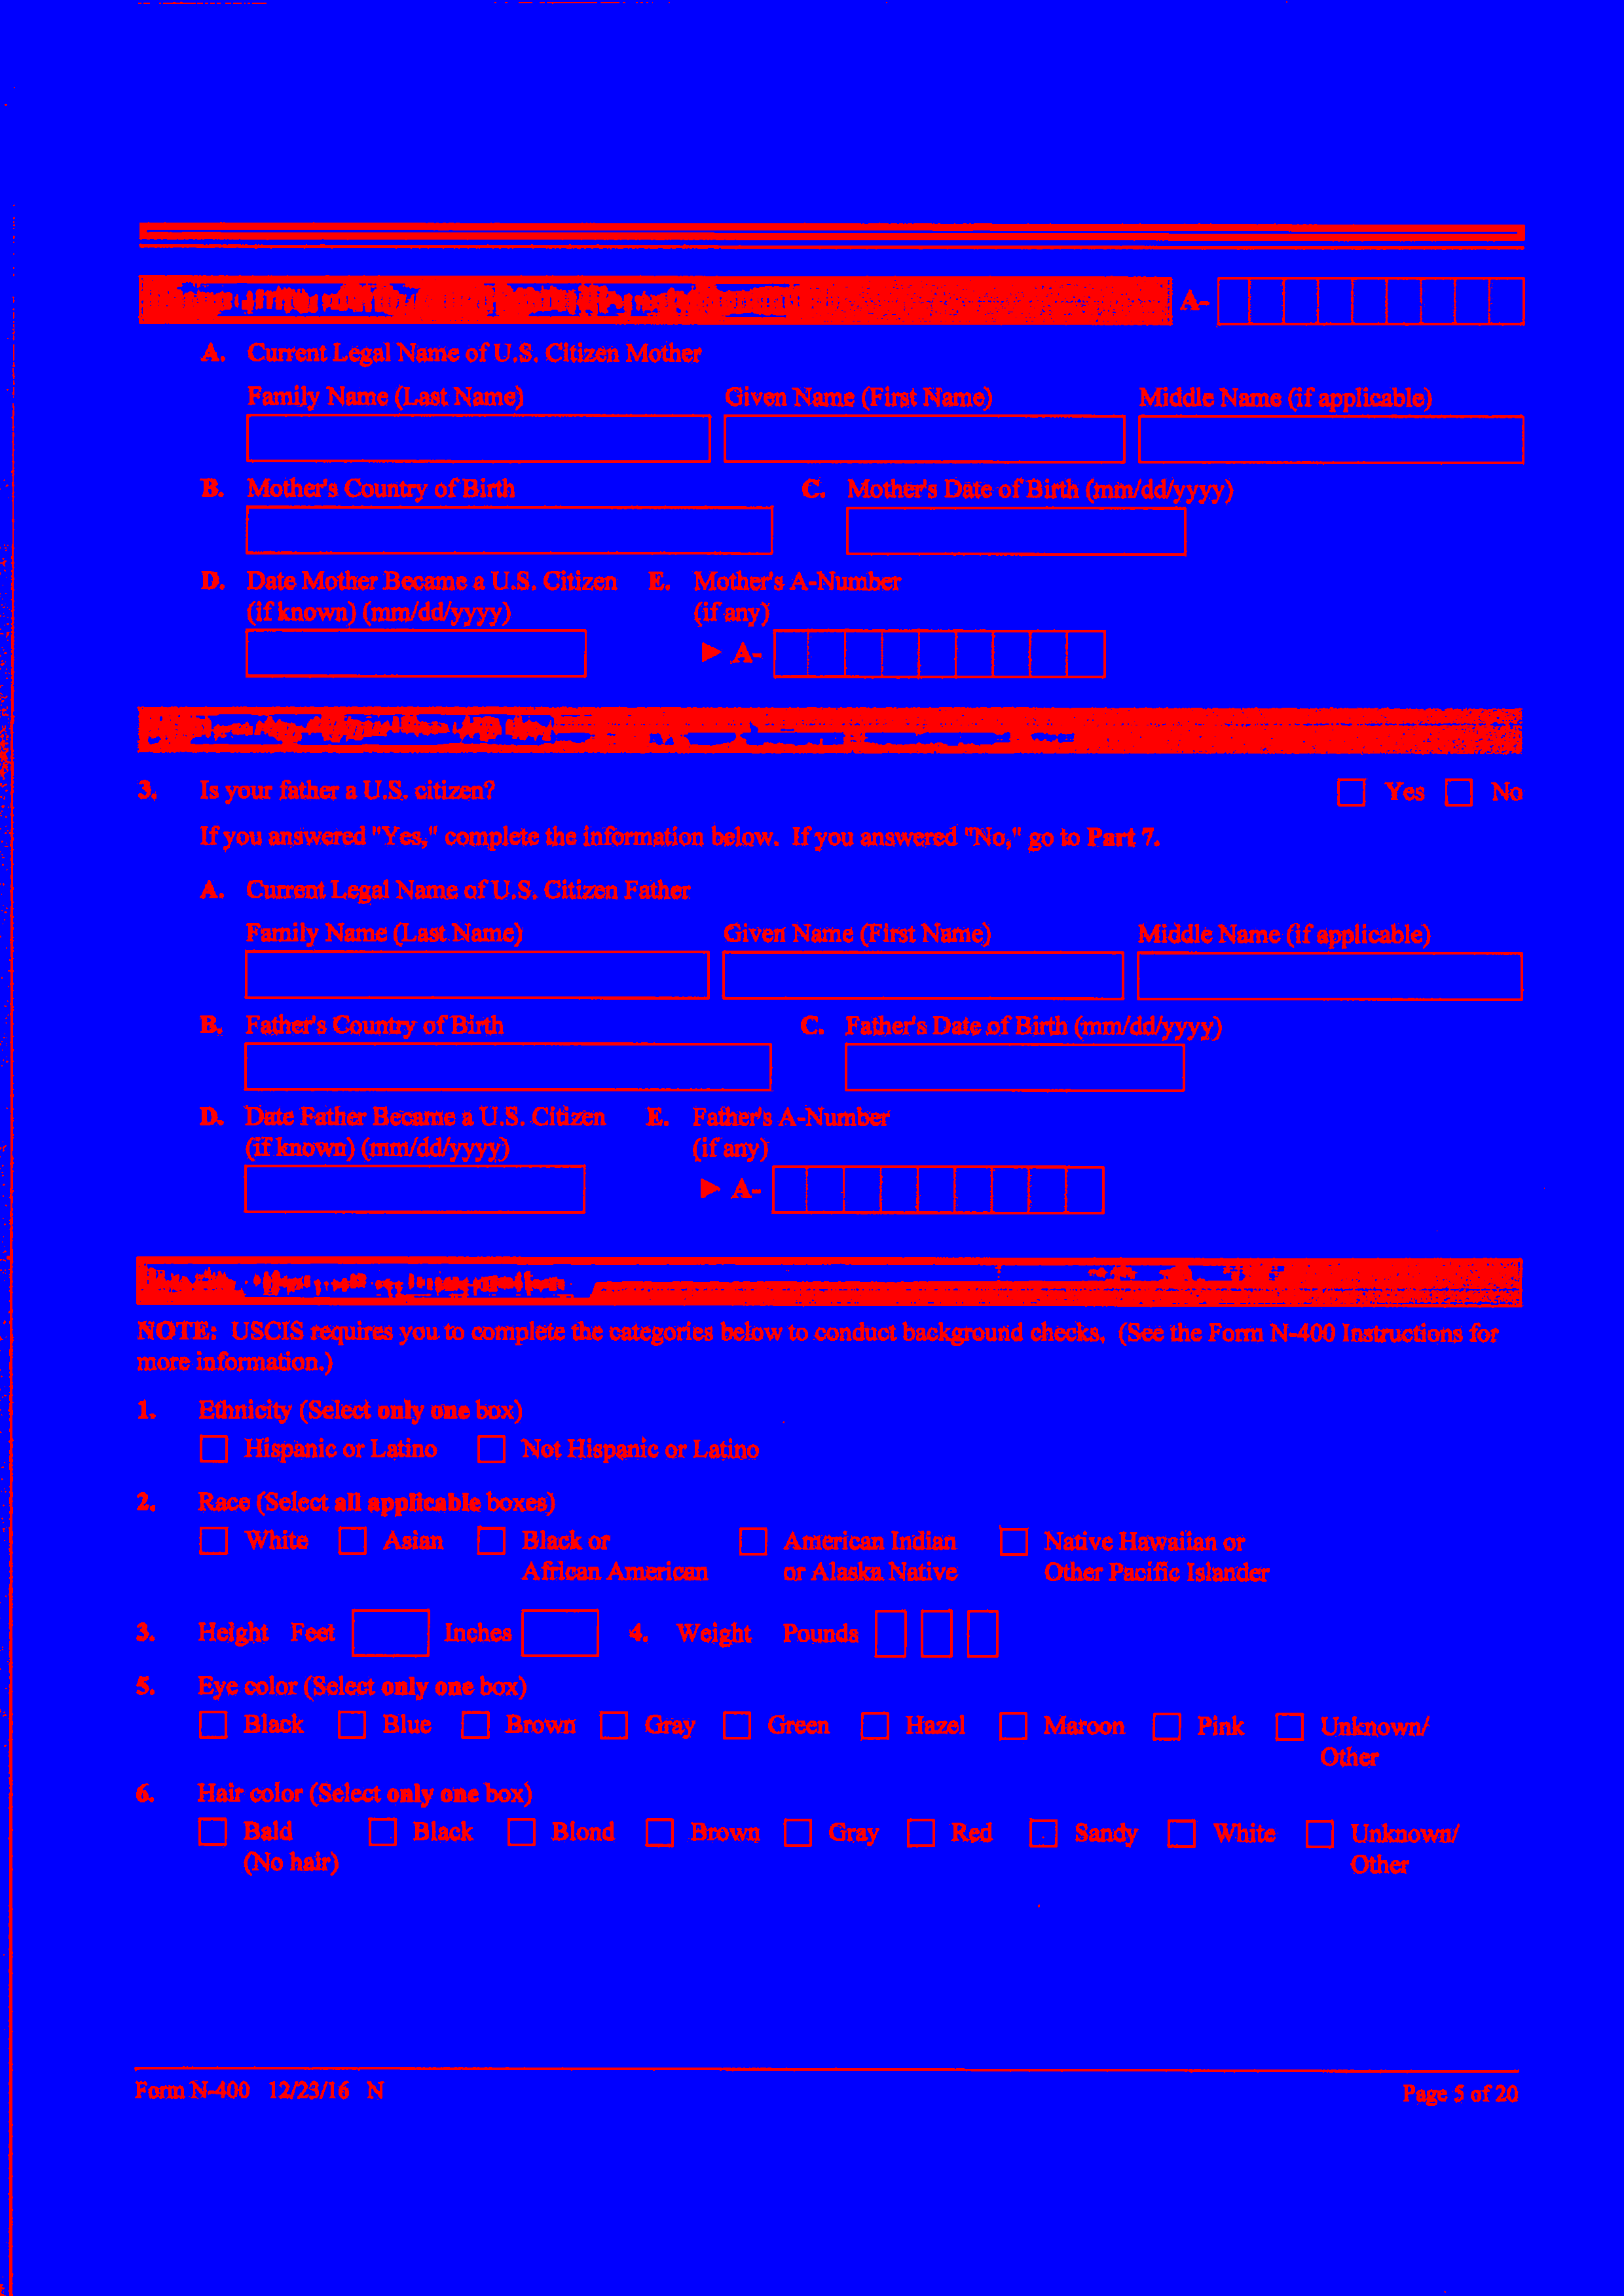 A-
A. Current Legal Name of U.S. Citizen Mother
Family Name (Last Name) Given Name (First Name) Middle Name (if applicable)
B. Mother's Country of Birth C. Mother's Date of Birth (mm/dd/yyyy)
D. Date Mother Became a U.S. Citizen E. Mother's A-Number
(if known) (mm/dd/yyyy) (if any)
► A-
3. Is your father a U.S. citizen? Yes No
If you answered "Yes," complete the information below. If you answered "No," go to Part 7.
A. Current Legal Name of U.S. Citizen Father
Family Name (Last Name) Given Name (First Name) Middle Name (if applicable)
B. Father's Country of Birth C. Father's Date of Birth (mm/dd/yyyy)
D. Date Father Became a U.S. Citizen E. Father's A-Number
(if known) (mm/dd/yyyy) (if any)
► A-
NOTE: USCIS requires you to complete the categories below to conduct background checks. (See the Form N-400 Instructions for
more information.)
1. Ethnicity (Select only one box)
Hispanic or Latino Not Hispanic or Latino
2. Race (Select all applicable boxes)
White Asian Black or American Indian Native Hawaiian or
African American or Alaska Native Other Pacific Islander
3. Height Feet Inches 4. Weight Pounds
5. Eye color (Select only one box)
Black Blue Brown Gray Green Hazel Maroon Pink Unknown/
Other
6. Hair color (Select only one box)
Bald Black Blond Brown Gray Red Sandy White Unknown/
(No hair) Other
Form N-400 12/23/16 N Page 5 of 20